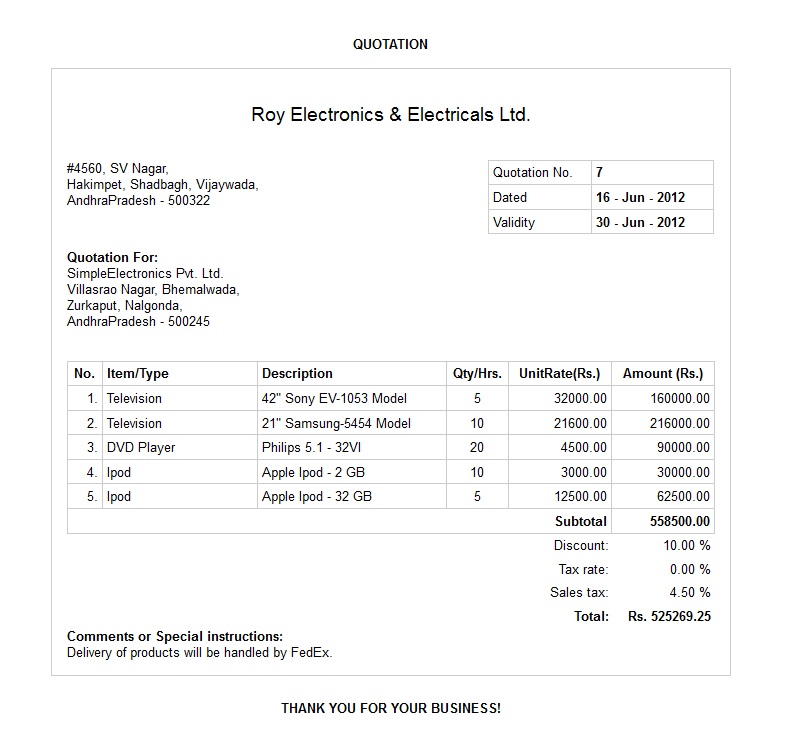 QUOTATION
Roy Electronics & Electricals Ltd.
#4560, SV Nagar,
Hakimpet, Shadbagh, Vijaywada,
AndhraPradesh - 500322
Quotation No. 7
Dated 16 - Jun - 2012
Validity 30 - Jun - 2012
Quotation For:
SimpleElectronics Pvt. Ltd.
Villasrao Nagar, Bhemalwada,
Zurkaput, Nalgonda,
AndhraPradesh - 500245
No. Item/Type Description Qty/Hrs. UnitRate(Rs.) Amount (Rs.)
1. Television 42" Sony EV-1053 Model 5 32000.00 160000.00
2. Television 21" Samsung-5454 Model 10 21600.00 216000.00
3. DVD Player Philips 5.1 - 32VI 20 4500.00 90000.00
4. Ipod Apple Ipod - 2 GB 10 3000.00 30000.00
5. Ipod Apple Ipod - 32 GB 5 12500.00 62500.00
Subtotal 558500.00
Discount: 10.00 %
Tax rate: 0.00 %
Sales tax: 4.50 %
Total: Rs. 525269.25
Comments or Special instructions:
Delivery of products will be handled by FedEx.
THANK YOU FOR YOUR BUSINESS!